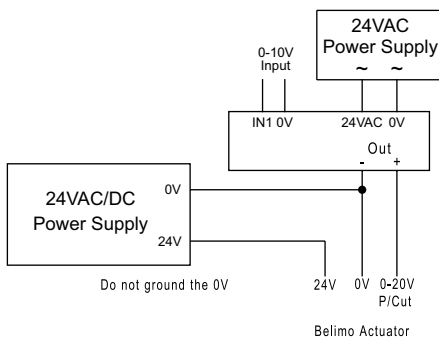 24VAC
Power Supply
~ ~
0-10V
Input
IN1 0V 24VAC 0V
Out
- +
24VAC/DC
Power Supply
0V
24V
Do not ground the 0V
24V 0V 0-20V
P/Cut
Belimo Actuator